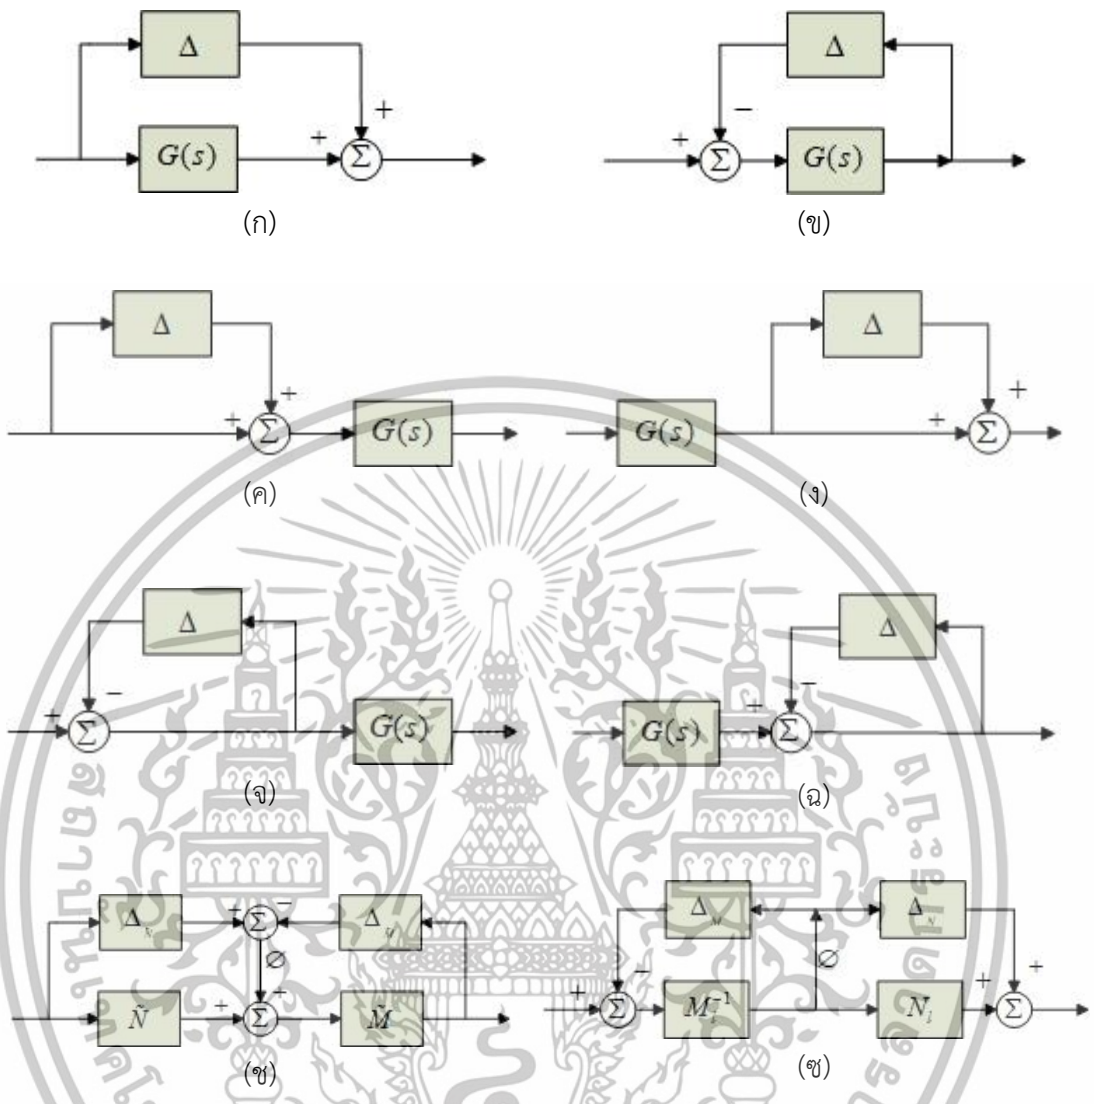 Δ Δ
+ + −
+ G(s) Σ + Σ G(s)
(ก) (ข)
Δ Δ
+ +
+ Σ G(s) G(s) + Σ
(ค) (ง)
Δ Δ
− −
+ Σ G(s) G(s) + Σ
(จ) (ฉ)
Δ + Σ − Δ Δ Δ
∅ ∅
Ñ + Σ + M̃ − + Σ M N + + Σ
(ช) (ซ)